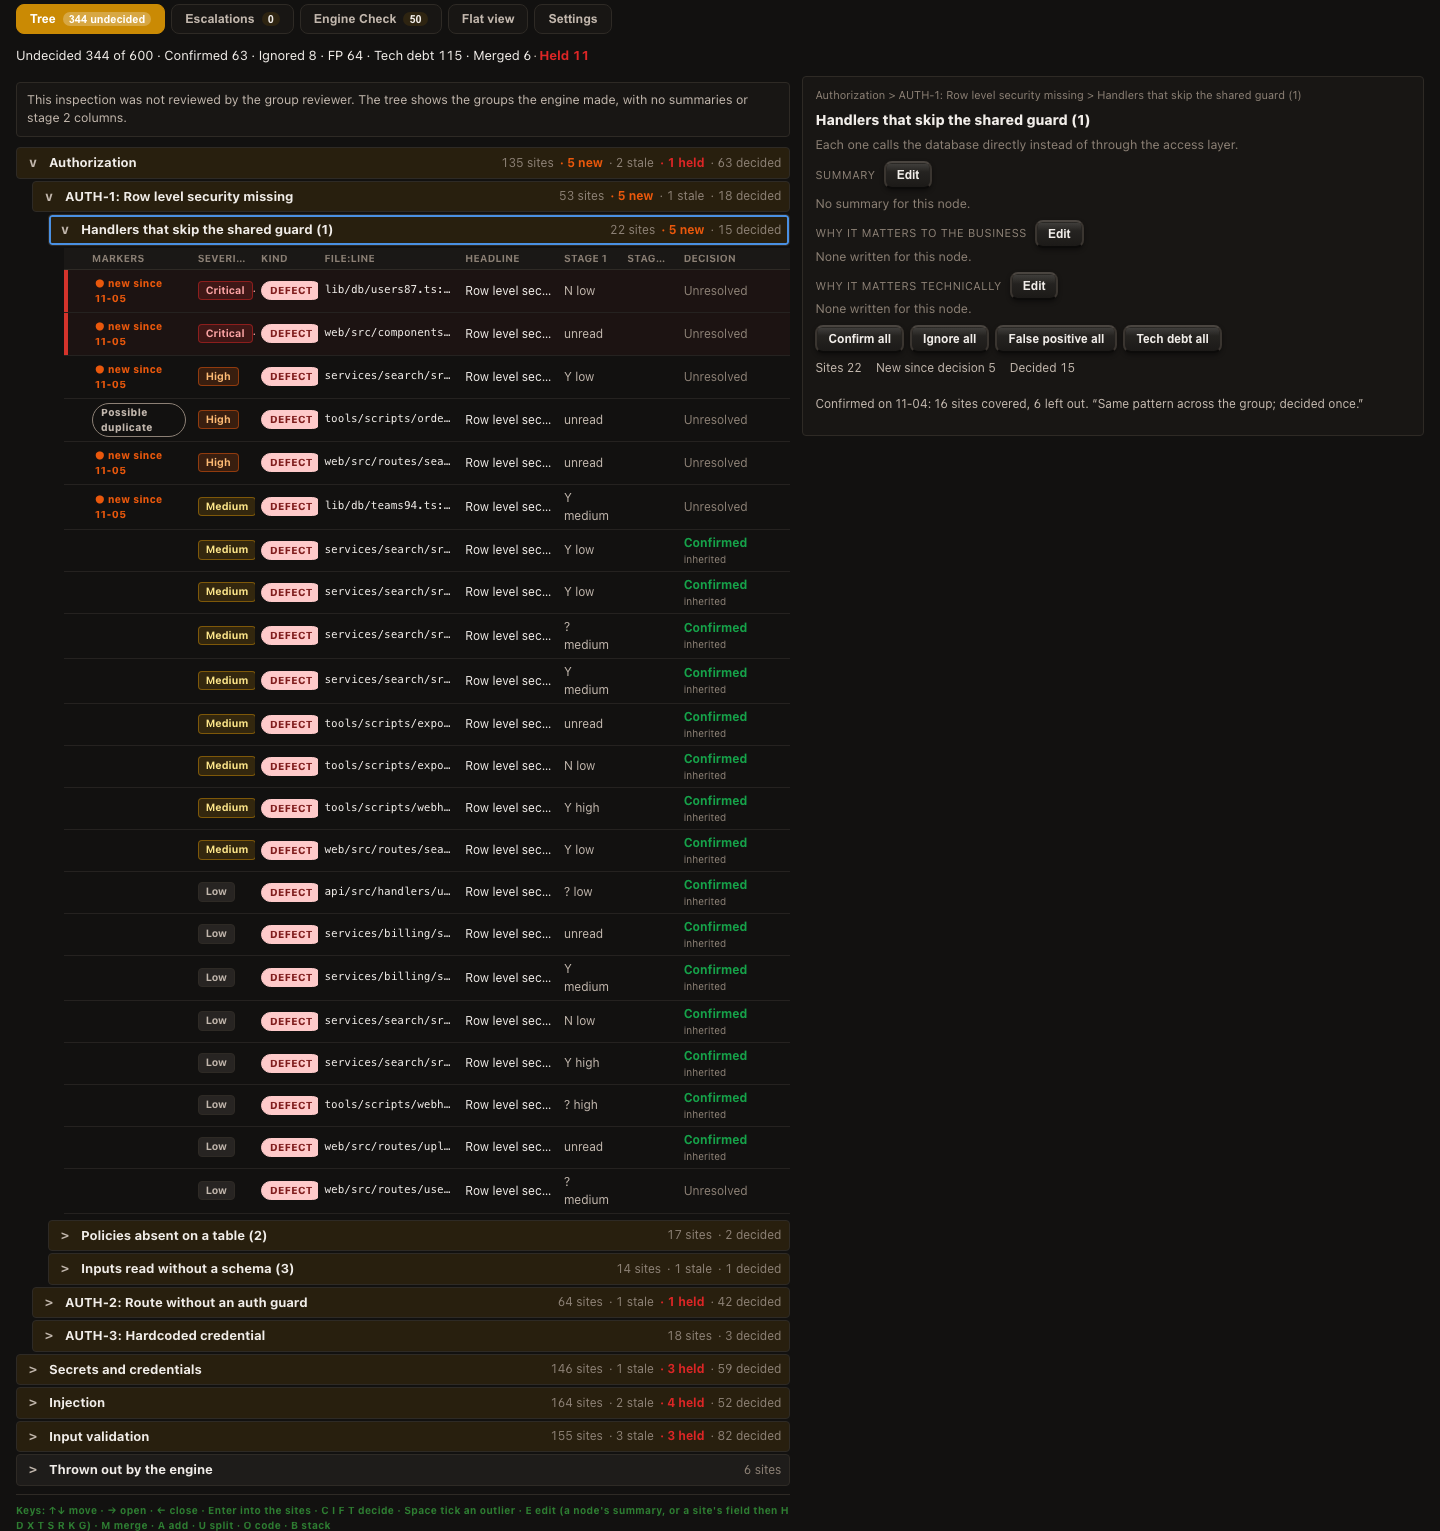 Tree 344 undecided Escalations 0 Engine Check 50 Flat view Settings
Undecided 344 of 600 · Confirmed 63 · Ignored 8 · FP 64 · Tech debt 115 · Merged 6 · Held 11
This inspection was not reviewed by the group reviewer. The tree shows the groups the engine made, with no summaries or
stage 2 columns.
v Authorization 135 sites · 5 new · 2 stale · 1 held · 63 decided
v AUTH-1: Row level security missing 53 sites · 5 new · 1 stale · 18 decided
v Handlers that skip the shared guard (1) 22 sites · 5 new · 15 decided
MARKERS SEVERI... KIND FILE:LINE HEADLINE STAGE 1 STAG... DECISION
● new since
11-05
Critical DEFECT lib/db/users87.ts:… Row level sec... N low Unresolved
● new since
11-05
Critical DEFECT web/src/components… Row level sec... unread Unresolved
● new since
11-05
High DEFECT services/search/sr… Row level sec... Y low Unresolved
Possible
duplicate
High DEFECT tools/scripts/orde… Row level sec... unread Unresolved
● new since
11-05
High DEFECT web/src/routes/sea… Row level sec... unread Unresolved
● new since
11-05
Medium DEFECT lib/db/teams94.ts:… Row level sec... Y
medium
Unresolved
Medium DEFECT services/search/sr… Row level sec... Y low Confirmed
inherited
Medium DEFECT services/search/sr… Row level sec... Y low Confirmed
inherited
Medium DEFECT services/search/sr… Row level sec... ?
medium
Confirmed
inherited
Medium DEFECT services/search/sr… Row level sec... Y
medium
Confirmed
inherited
Medium DEFECT tools/scripts/expo… Row level sec... unread Confirmed
inherited
Medium DEFECT tools/scripts/expo… Row level sec... N low Confirmed
inherited
Medium DEFECT tools/scripts/webh… Row level sec... Y high Confirmed
inherited
Medium DEFECT web/src/routes/sea… Row level sec... Y low Confirmed
inherited
Low DEFECT api/src/handlers/u… Row level sec... ? low Confirmed
inherited
Low DEFECT services/billing/s… Row level sec... unread Confirmed
inherited
Low DEFECT services/billing/s… Row level sec... Y
medium
Confirmed
inherited
Low DEFECT services/search/sr… Row level sec... N low Confirmed
inherited
Low DEFECT services/search/sr… Row level sec... Y high Confirmed
inherited
Low DEFECT tools/scripts/webh… Row level sec... ? high Confirmed
inherited
Low DEFECT web/src/routes/upl… Row level sec... unread Confirmed
inherited
Low DEFECT web/src/routes/use… Row level sec... ?
medium
Unresolved
> Policies absent on a table (2) 17 sites · 2 decided
> Inputs read without a schema (3) 14 sites · 1 stale · 1 decided
> AUTH-2: Route without an auth guard 64 sites · 1 stale · 1 held · 42 decided
> AUTH-3: Hardcoded credential 18 sites · 3 decided
> Secrets and credentials 146 sites · 1 stale · 3 held · 59 decided
> Injection 164 sites · 2 stale · 4 held · 52 decided
> Input validation 155 sites · 3 stale · 3 held · 82 decided
> Thrown out by the engine 6 sites
Keys: ↑↓ move · → open · ← close · Enter into the sites · C I F T decide · Space tick an outlier · E edit (a node's summary, or a site's field then H
D X T S R K G) · M merge · A add · U split · O code · B stack
Authorization > AUTH-1: Row level security missing > Handlers that skip the shared guard (1)
Handlers that skip the shared guard (1)
Each one calls the database directly instead of through the access layer.
SUMMARY Edit
No summary for this node.
WHY IT MATTERS TO THE BUSINESS Edit
None written for this node.
WHY IT MATTERS TECHNICALLY Edit
None written for this node.
Confirm all Ignore all False positive all Tech debt all
Sites 22 New since decision 5 Decided 15
Confirmed on 11-04: 16 sites covered, 6 left out. “Same pattern across the group; decided once.”